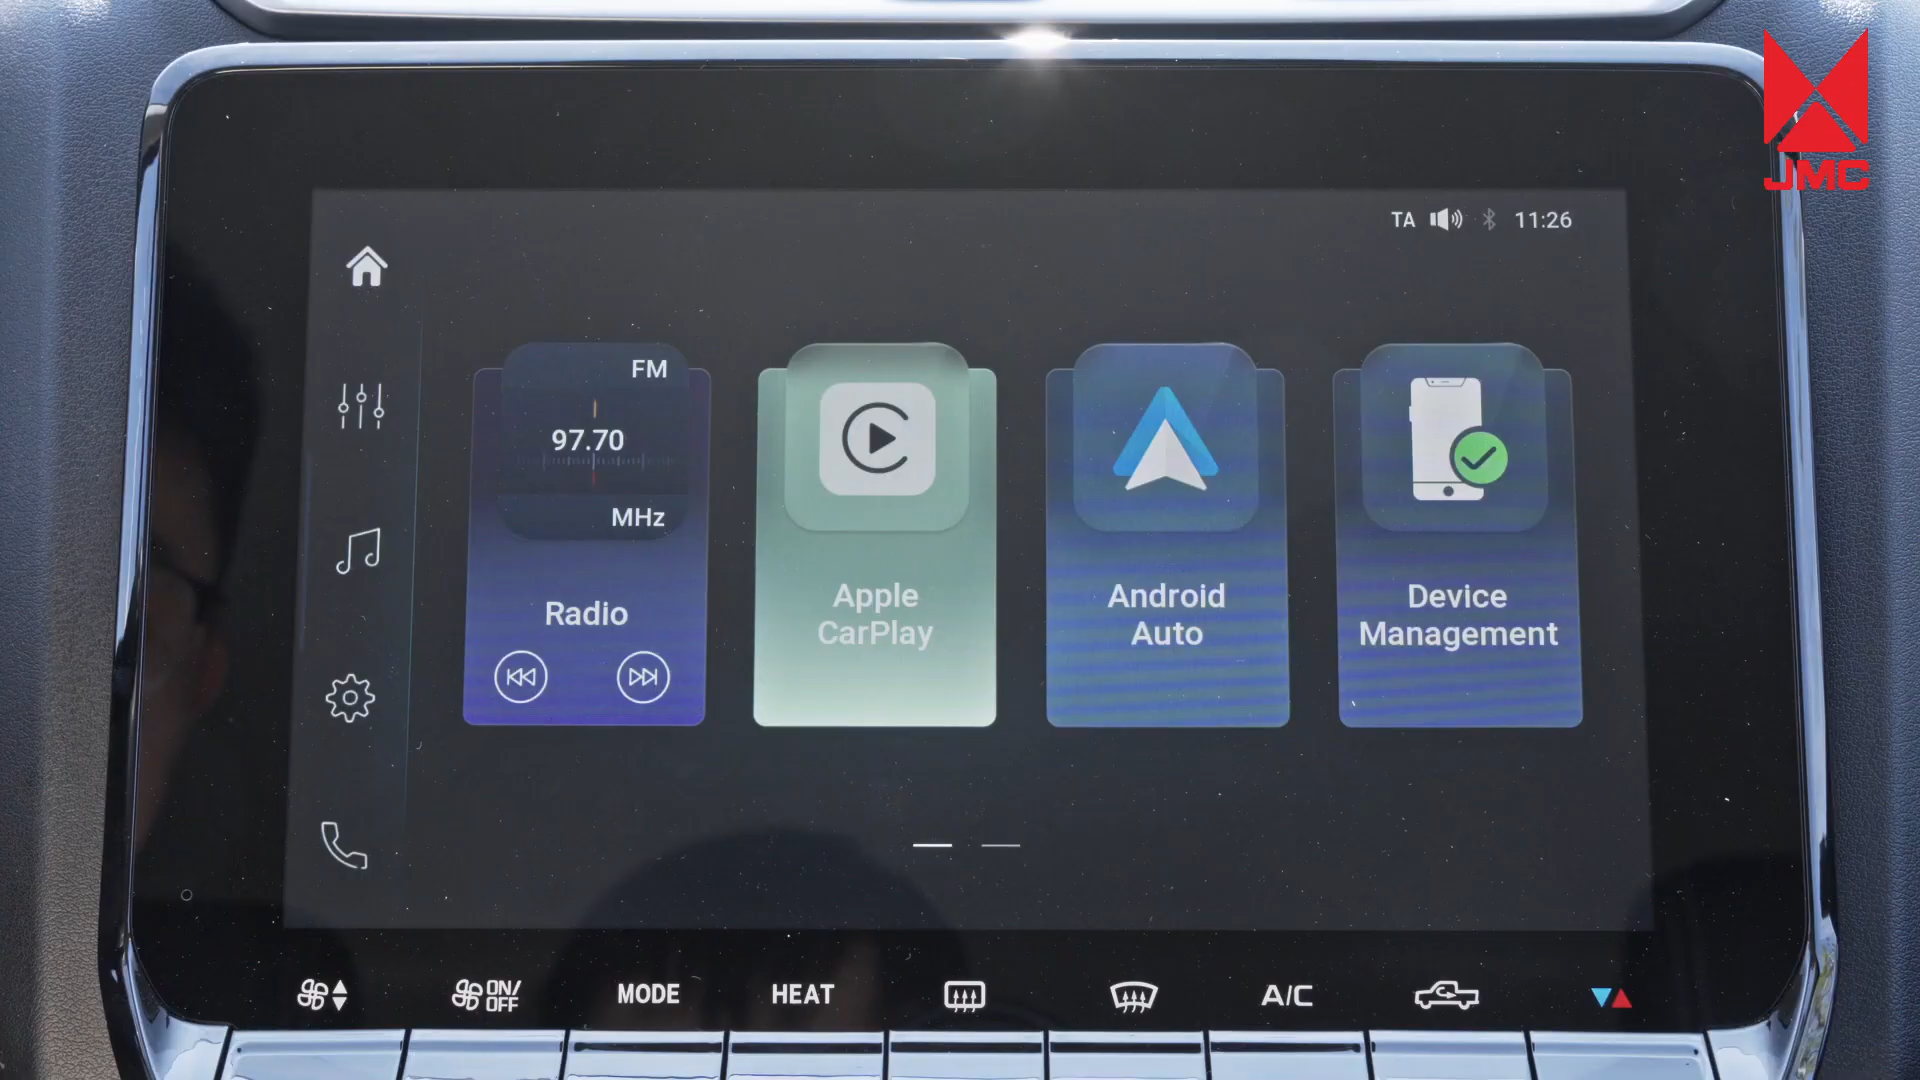 JMC
TA 11:26
FM
97.70
MHz
Radio
Apple
CarPlay
Android
Auto
Device
Management
ON/
OFF
MODE
HEAT
A/C